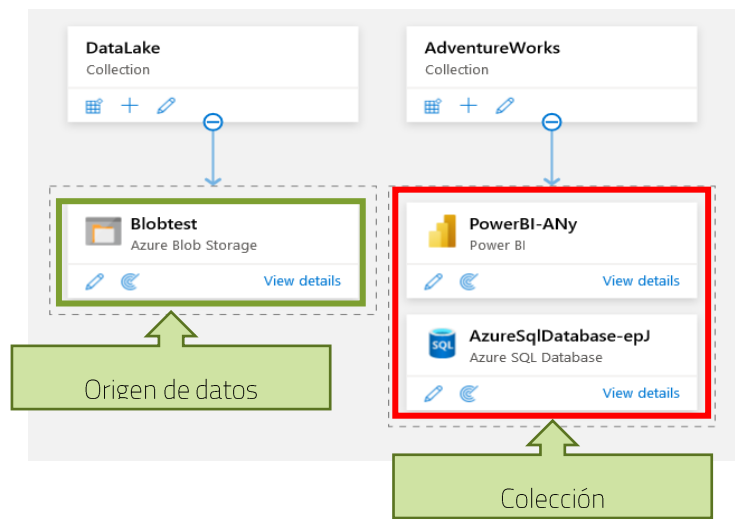 DataLake
Collection
AdventureWorks
Collection
Blobtest
Azure Blob Storage
View details
PowerBI-ANy
Power BI
View details
SQL
AzureSqlDatabase-epJ
Azure SQL Database
View details
Origen de datos
Colección